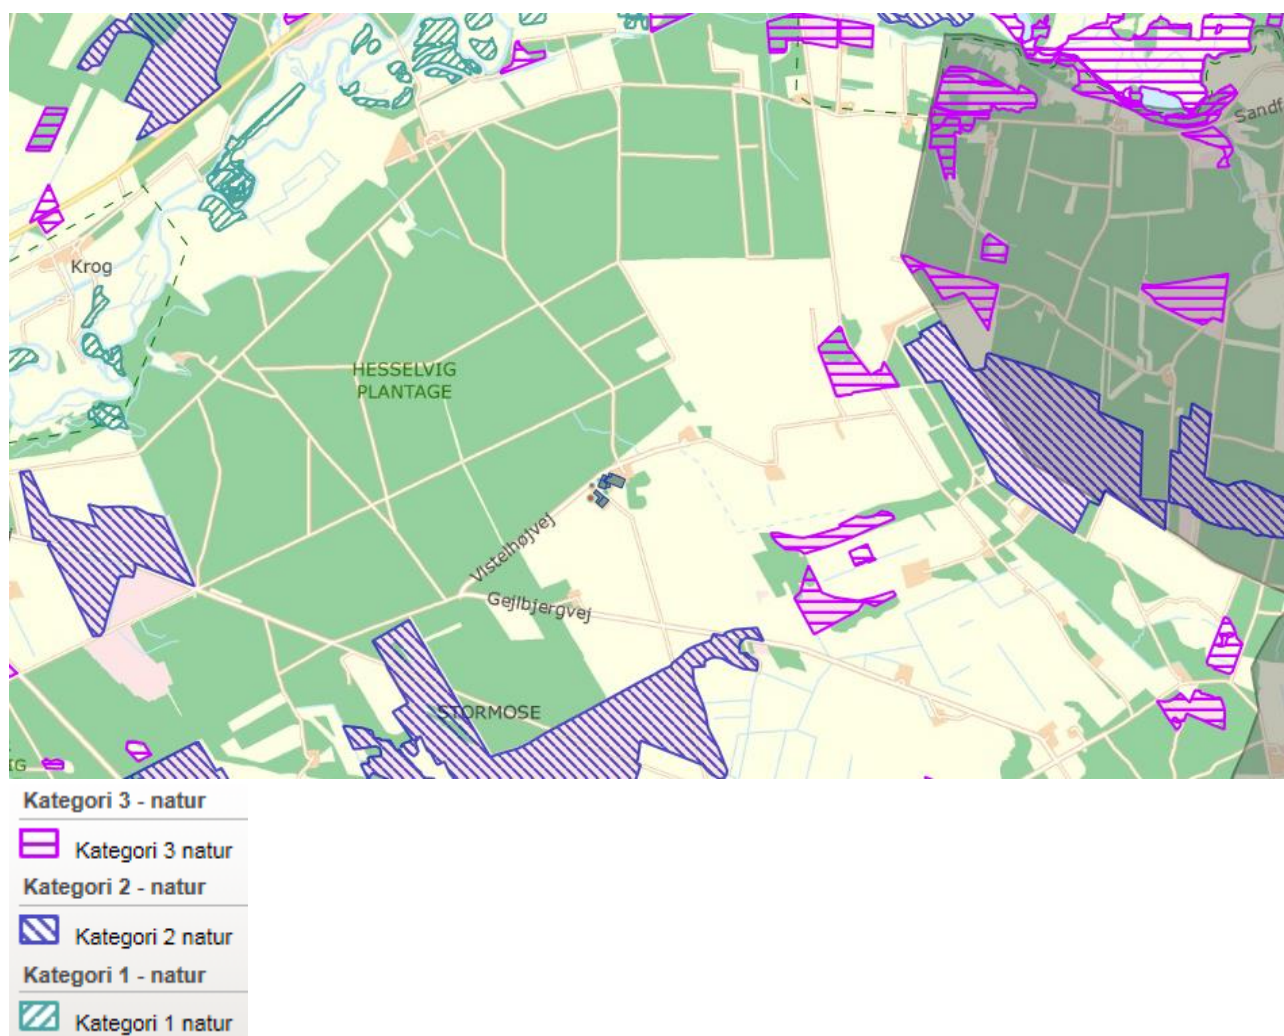 Sandf
Krog
HESSELVIG
PLANTAGE
Vistelhøjvej
Gejlbjergvej
STORMOSE
IG
Kategori 3 - natur
Kategori 3 natur
Kategori 2 - natur
Kategori 2 natur
Kategori 1 - natur
Kategori 1 natur